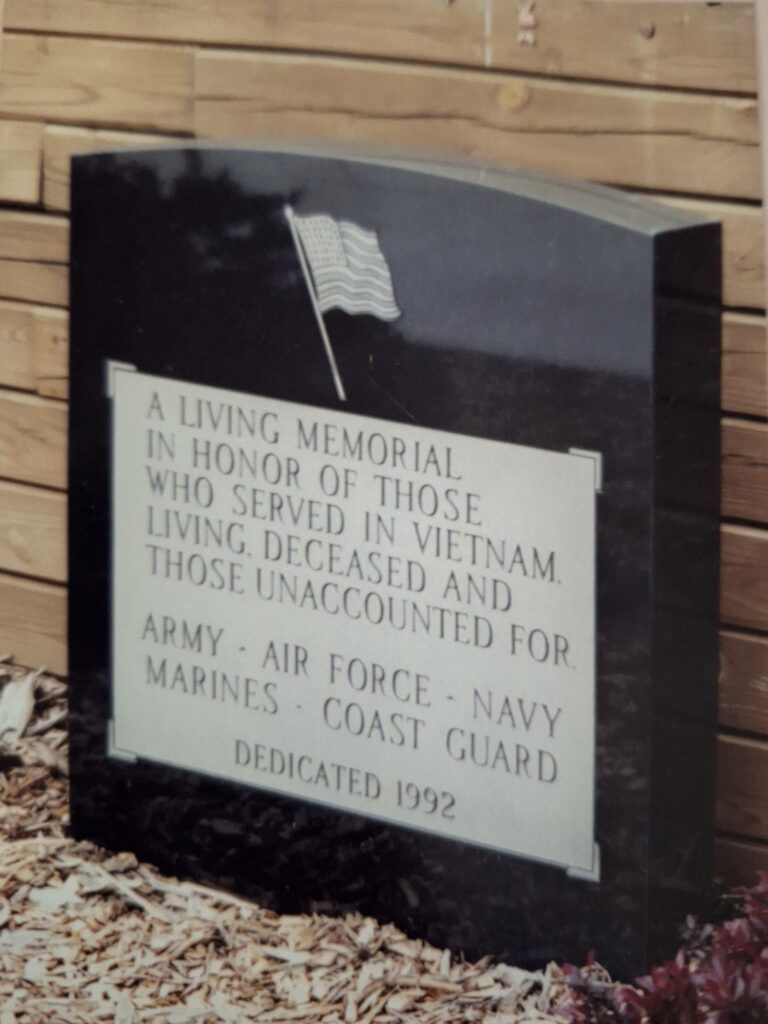 A LIVING MEMORIAL
IN HONOR OF THOSE
WHO SERVED IN VIETNAM.
LIVING, DECEASED AND
THOSE UNACCOUNTED FOR.
ARMY - AIR FORCE - NAVY
MARINES - COAST GUARD
DEDICATED 1992